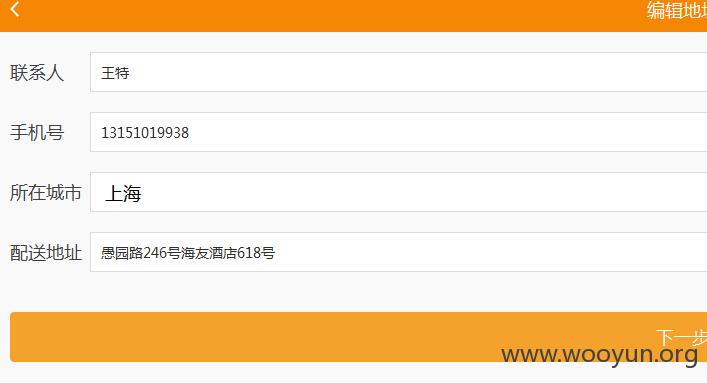 编辑地址
联系人 王特
手机号 13151019938
所在城市 上海
配送地址 愚园路246号海友酒店618号
下一步
www.wooyun.org